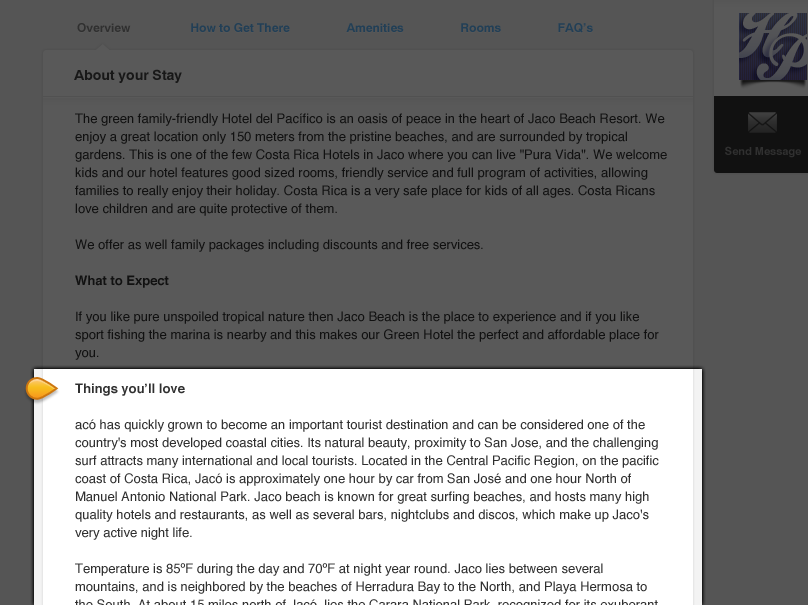 Overview How to Get There Amenities Rooms FAQ's
About your Stay
The green family-friendly Hotel del Pacifico is an oasis of peace in the heart of Jaco Beach Resort. We
enjoy a great location only 150 meters from the pristine beaches, and are surrounded by tropical
gardens. This is one of the few Costa Rica Hotels in Jaco where you can live "Pura Vida". We welcome
kids and our hotel features good sized rooms, friendly service and full program of activities, allowing
families to really enjoy their holiday. Costa Rica is a very safe place for kids of all ages. Costa Ricans
love children and are quite protective of them.
We offer as well family packages including discounts and free services.
What to Expect
If you like pure unspoiled tropical nature then Jaco Beach is the place to experience and if you like
sport fishing the marina is nearby and this makes our Green Hotel the perfect and affordable place for
you.
Things you'll love
acó has quickly grown to become an important tourist destination and can be considered one of the
country's most developed coastal cities. Its natural beauty, proximity to San Jose, and the challenging
surf attracts many international and local tourists. Located in the Central Pacific Region, on the pacific
coast of Costa Rica, Jacó is approximately one hour by car from San José and one hour North of
Manuel Antonio National Park. Jaco beach is known for great surfing beaches, and hosts many high
quality hotels and restaurants, as well as several bars, nightclubs and discos, which make up Jaco's
very active night life.
Temperature is 85ºF during the day and 70ºF at night year round. Jaco lies between several
mountains, and is neighbored by the beaches of Herradura Bay to the North, and Playa Hermosa to
the South. At about 15 miles north of Jacó, lies the Carara National Park, recognized for its exuberant
HP
Send Message